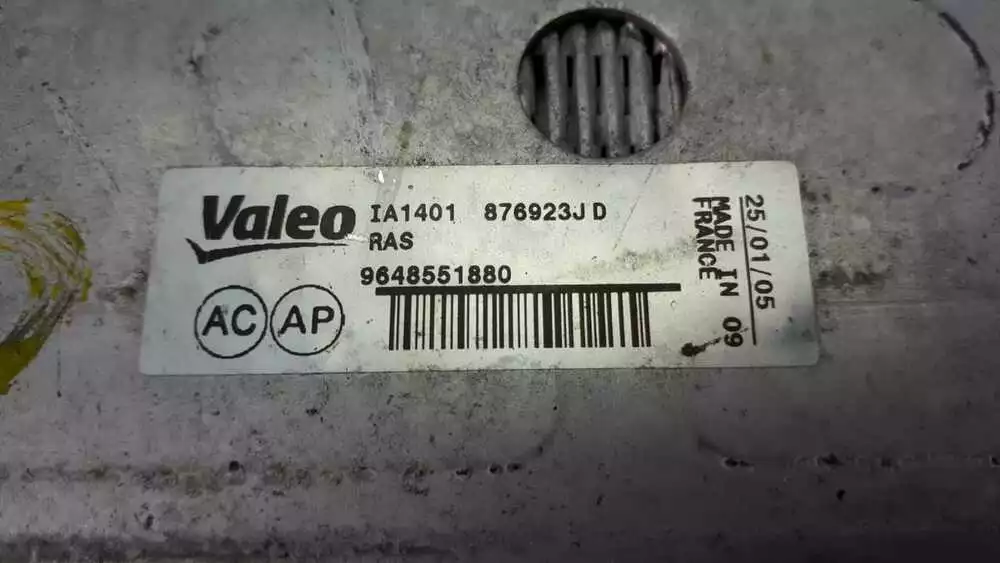 Valeo IA1401 876923J D
RAS
9648551880
AC AP
25/01/05
MADE IN 09
FRANCE